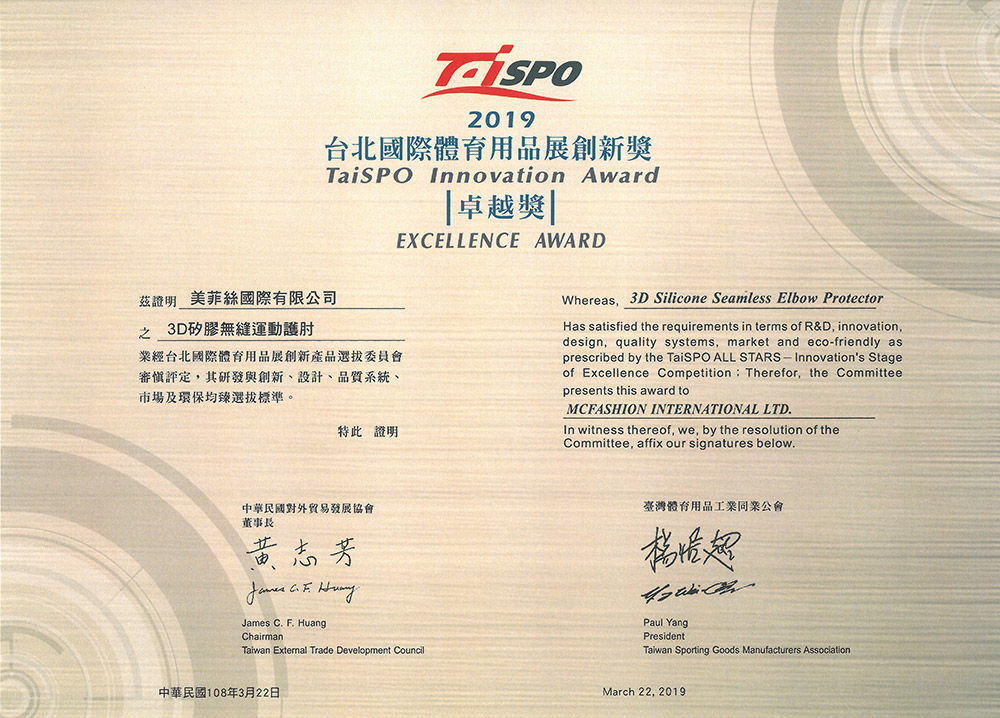 TaiSPO
2019
台北國際體育用品展創新獎
TaiSPO Innovation Award
卓越獎
EXCELLENCE AWARD
茲證明 美菲絲國際有限公司
之 3D矽膠無縫運動護肘
業經台北國際體育用品展創新產品選拔委員會
審慎評定，其研發與創新、設計、品質系統、
市場及環保均臻選拔標準。
特此 證明
Whereas, 3D Silicone Seamless Elbow Protector
Has satisfied the requirements in terms of R&D, innovation,
design, quality systems, market and eco-friendly as
prescribed by the TaiSPO ALL STARS – Innovation's Stage
of Excellence Competition ; Therefor, the Committee
presents this award to
MCFASHION INTERNATIONAL LTD.
In witness thereof, we, by the resolution of the
Committee, affix our signatures below.
中華民國對外貿易發展協會
董事長
黃志芳
James C. F. Huang
James C. F. Huang
Chairman
Taiwan External Trade Development Council
臺灣體育用品工業同業公會
Paul Yang
President
Taiwan Sporting Goods Manufacturers Association
中華民國108年3月22日
March 22, 2019